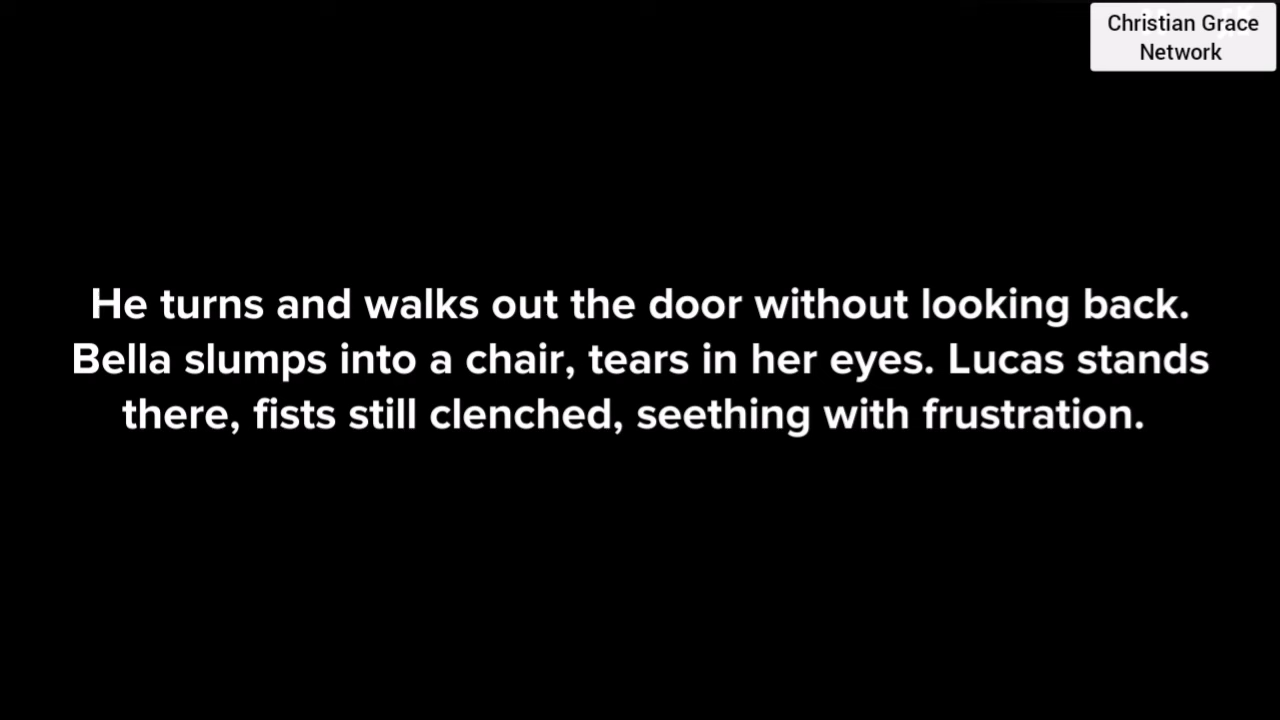 Christian Grace
Network
He turns and walks out the door without looking back.
Bella slumps into a chair, tears in her eyes. Lucas stands
there, fists still clenched, seething with frustration.